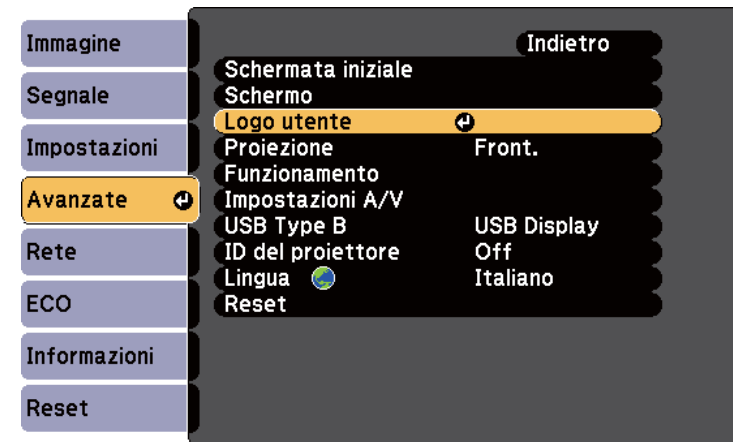 Immagine
Segnale
Impostazioni
Avanzate
Rete
ECO
Informazioni
Reset
Indietro
Schermata iniziale
Schermo
Logo utente
Proiezione Front.
Funzionamento
Impostazioni A/V
USB Type B USB Display
ID del proiettore Off
Lingua Italiano
Reset